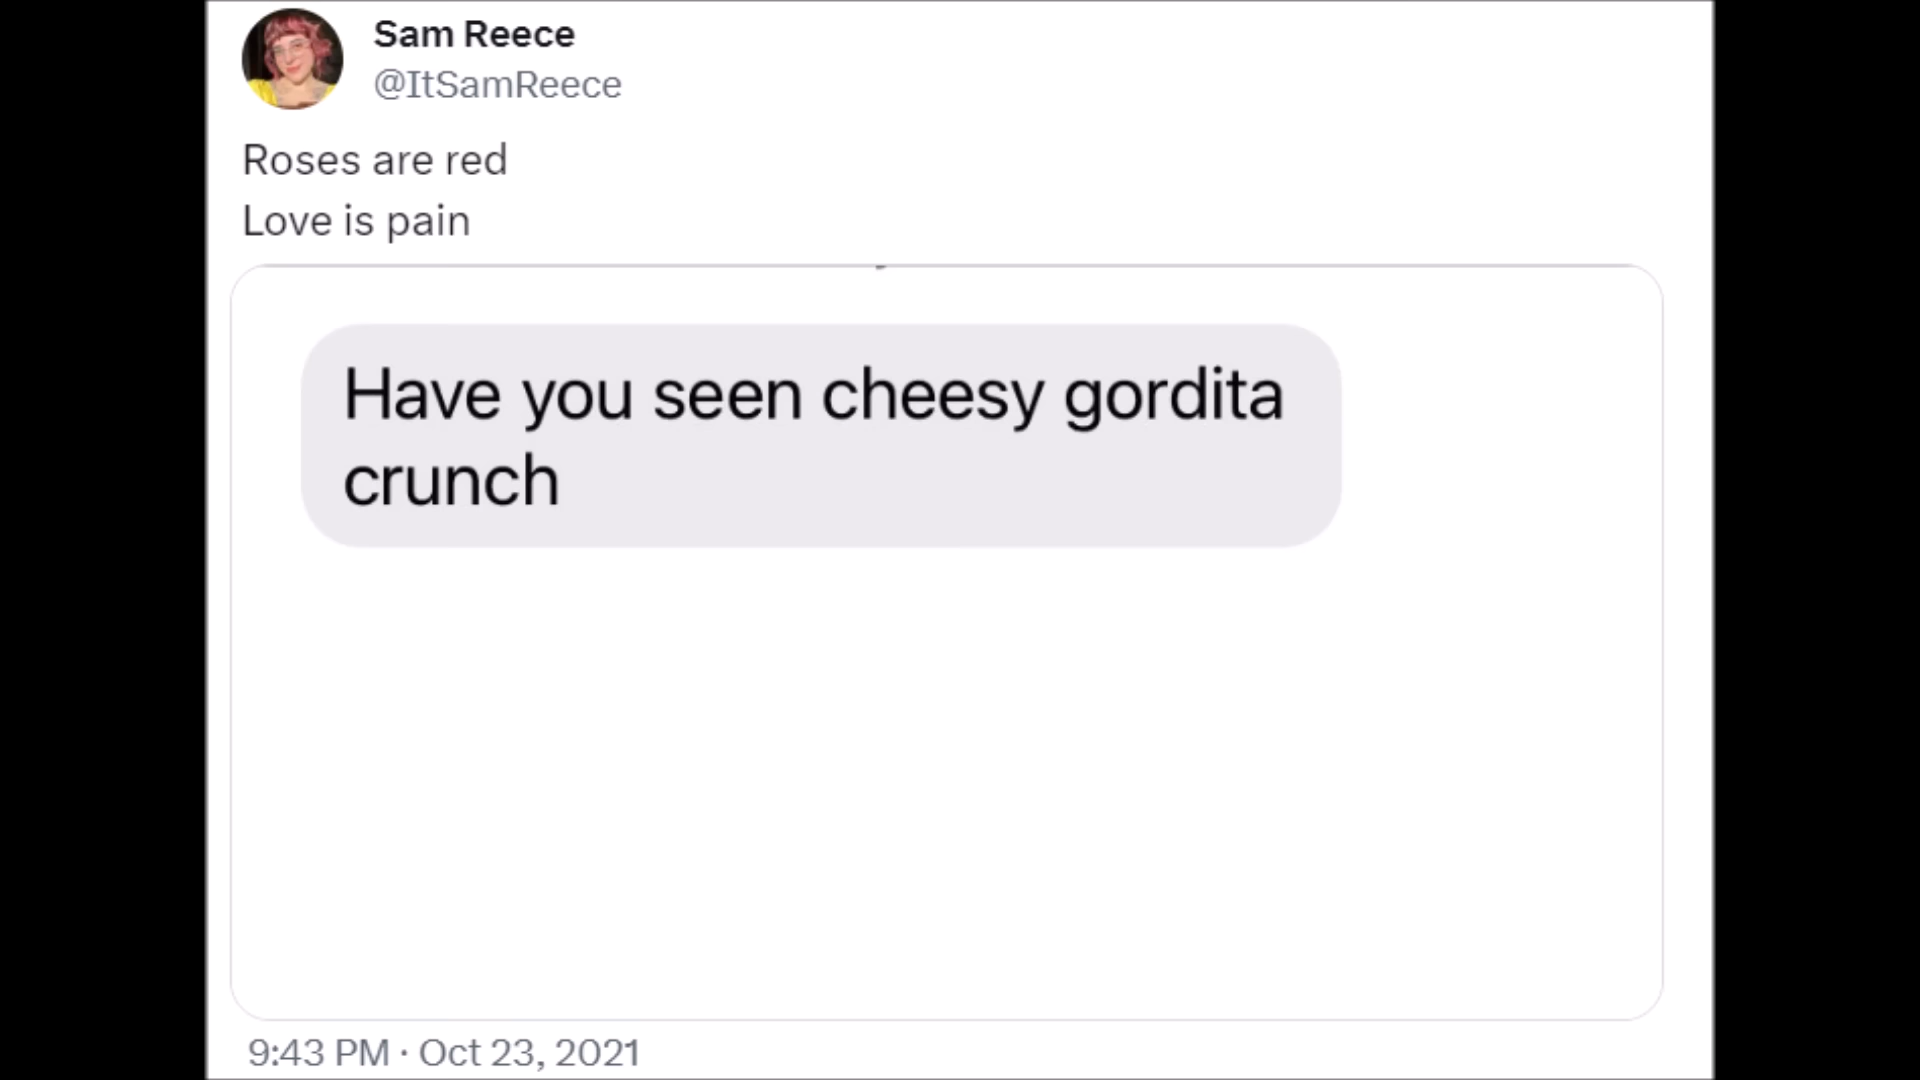 Sam Reece
@ItSamReece
Roses are red
Love is pain
Have you seen cheesy gordita
crunch
9:43 PM · Oct 23, 2021